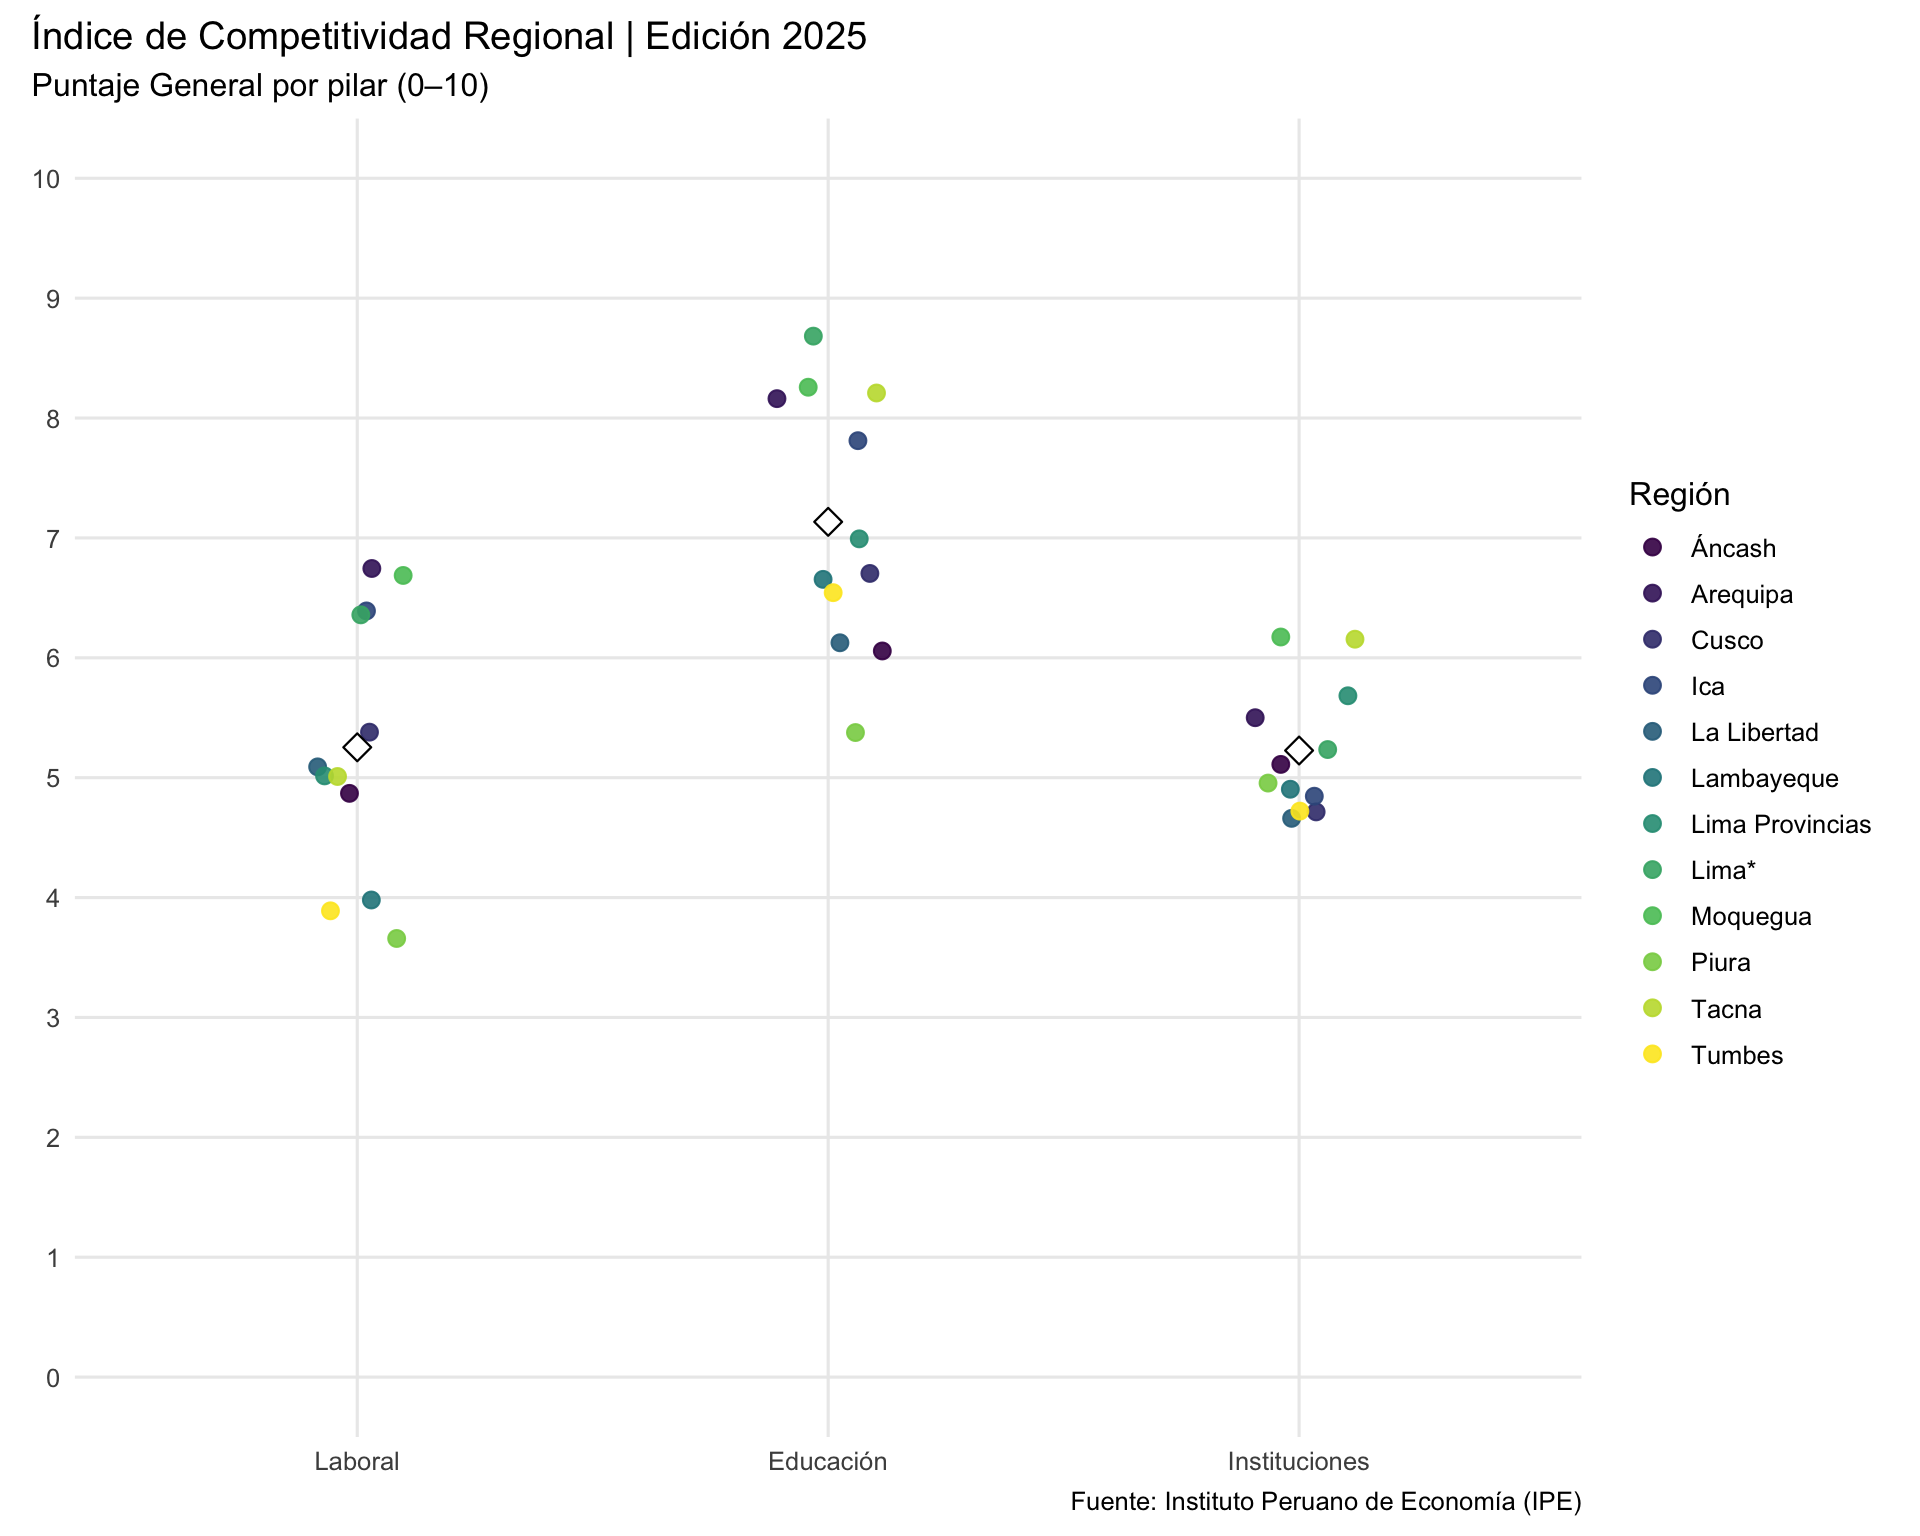 Índice de Competitividad Regional | Edición 2025
Puntaje General por pilar (0–10)
10
9
8
7
6
5
4
3
2
1
0
Laboral
Educación
Instituciones
Fuente: Instituto Peruano de Economía (IPE)
Región
Áncash
Arequipa
Cusco
Ica
La Libertad
Lambayeque
Lima Provincias
Lima*
Moquegua
Piura
Tacna
Tumbes